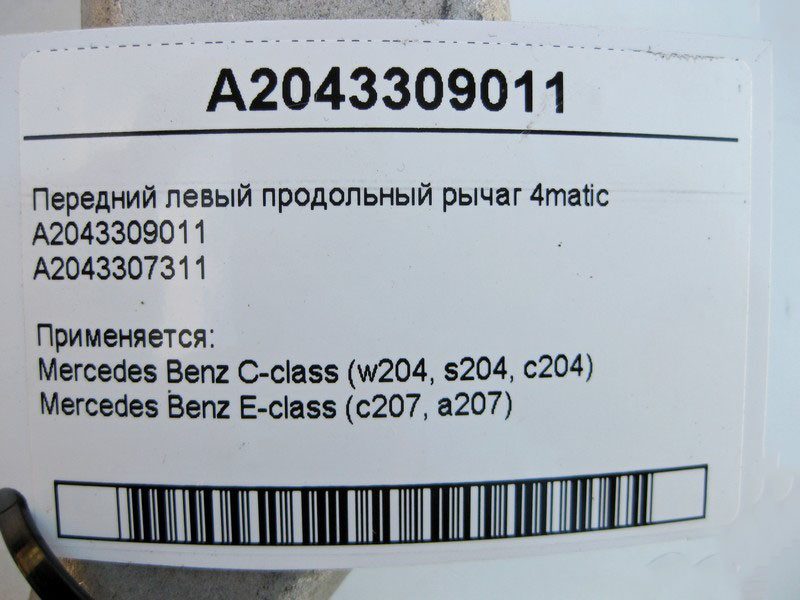 A2043309011
Передний левый продольный рычаг 4matic
A2043309011
A2043307311
Применяется:
Mercedes Benz C-class (w204, s204, c204)
Mercedes Benz E-class (c207, a207)